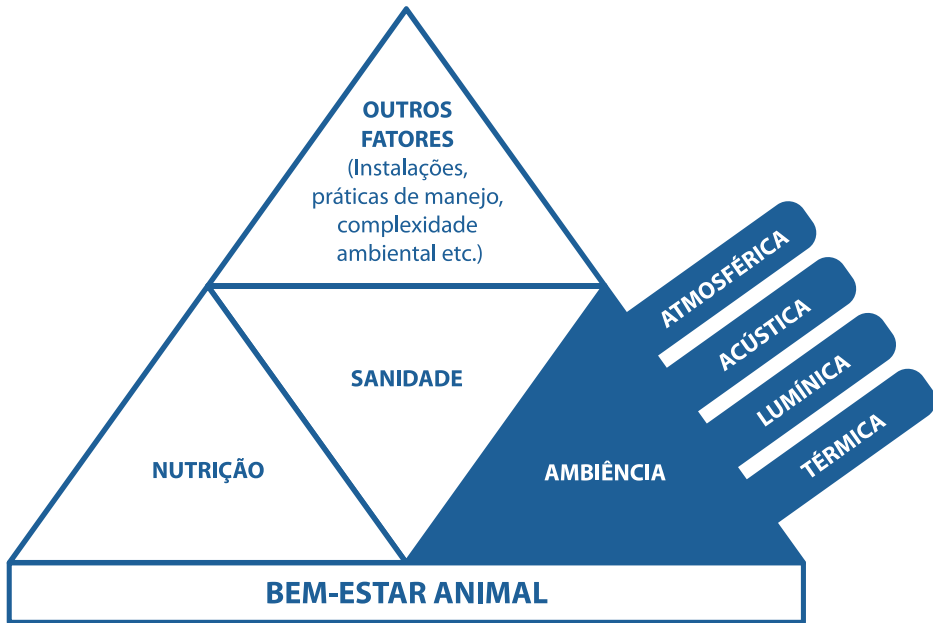 OUTROS
FATORES
(Instalações,
práticas de manejo,
complexidade
ambiental etc.)
ATMOSFÉRICA
ACÚSTICA
LUMÍNICA
TÉRMICA
SANIDADE
NUTRIÇÃO
AMBIÊNCIA
BEM-ESTAR ANIMAL